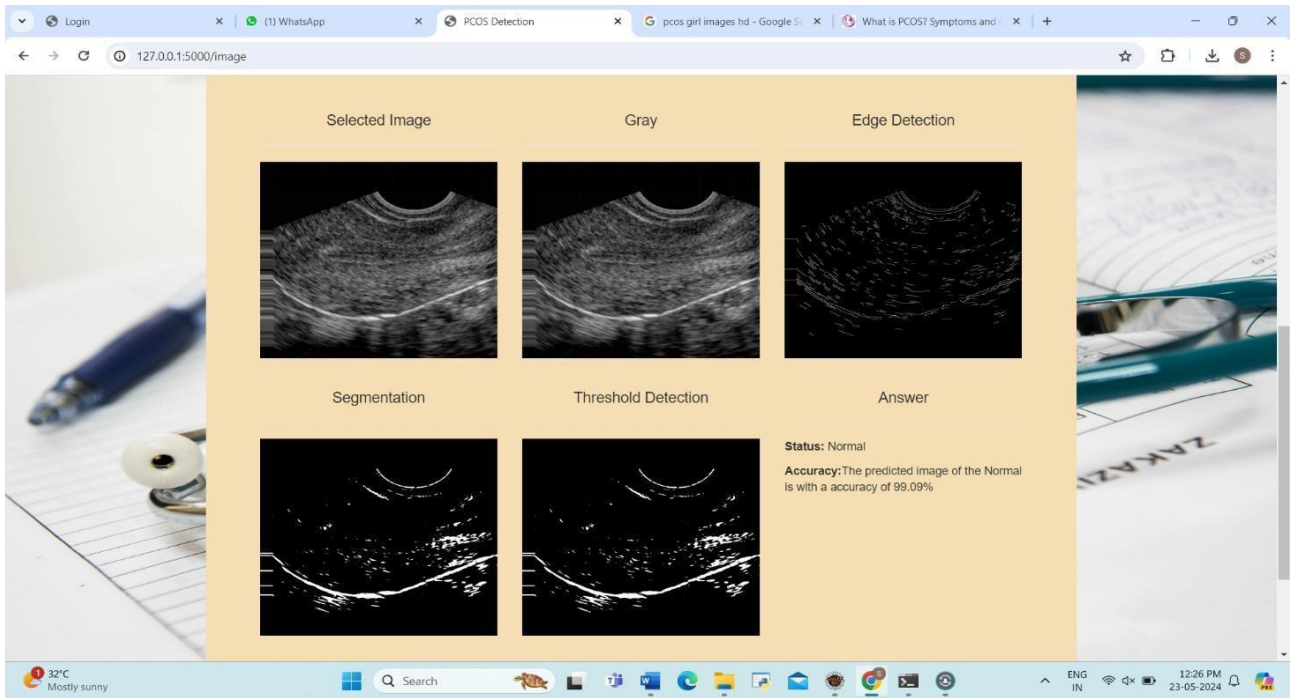 Login
(1) WhatsApp
PCOS Detection
pcos girl images hd - Google S
What is PCOS? Symptoms and
127.0.0.1:5000/image
S
Selected Image
Gray
Edge Detection
Segmentation
Threshold Detection
Answer
Status: Normal
Accuracy:The predicted image of the Normal
is with a accuracy of 99.09%
ZAKAZI
1
32°C
Mostly sunny
Search
ENG
IN
12:26 PM
23-05-2024
PRE